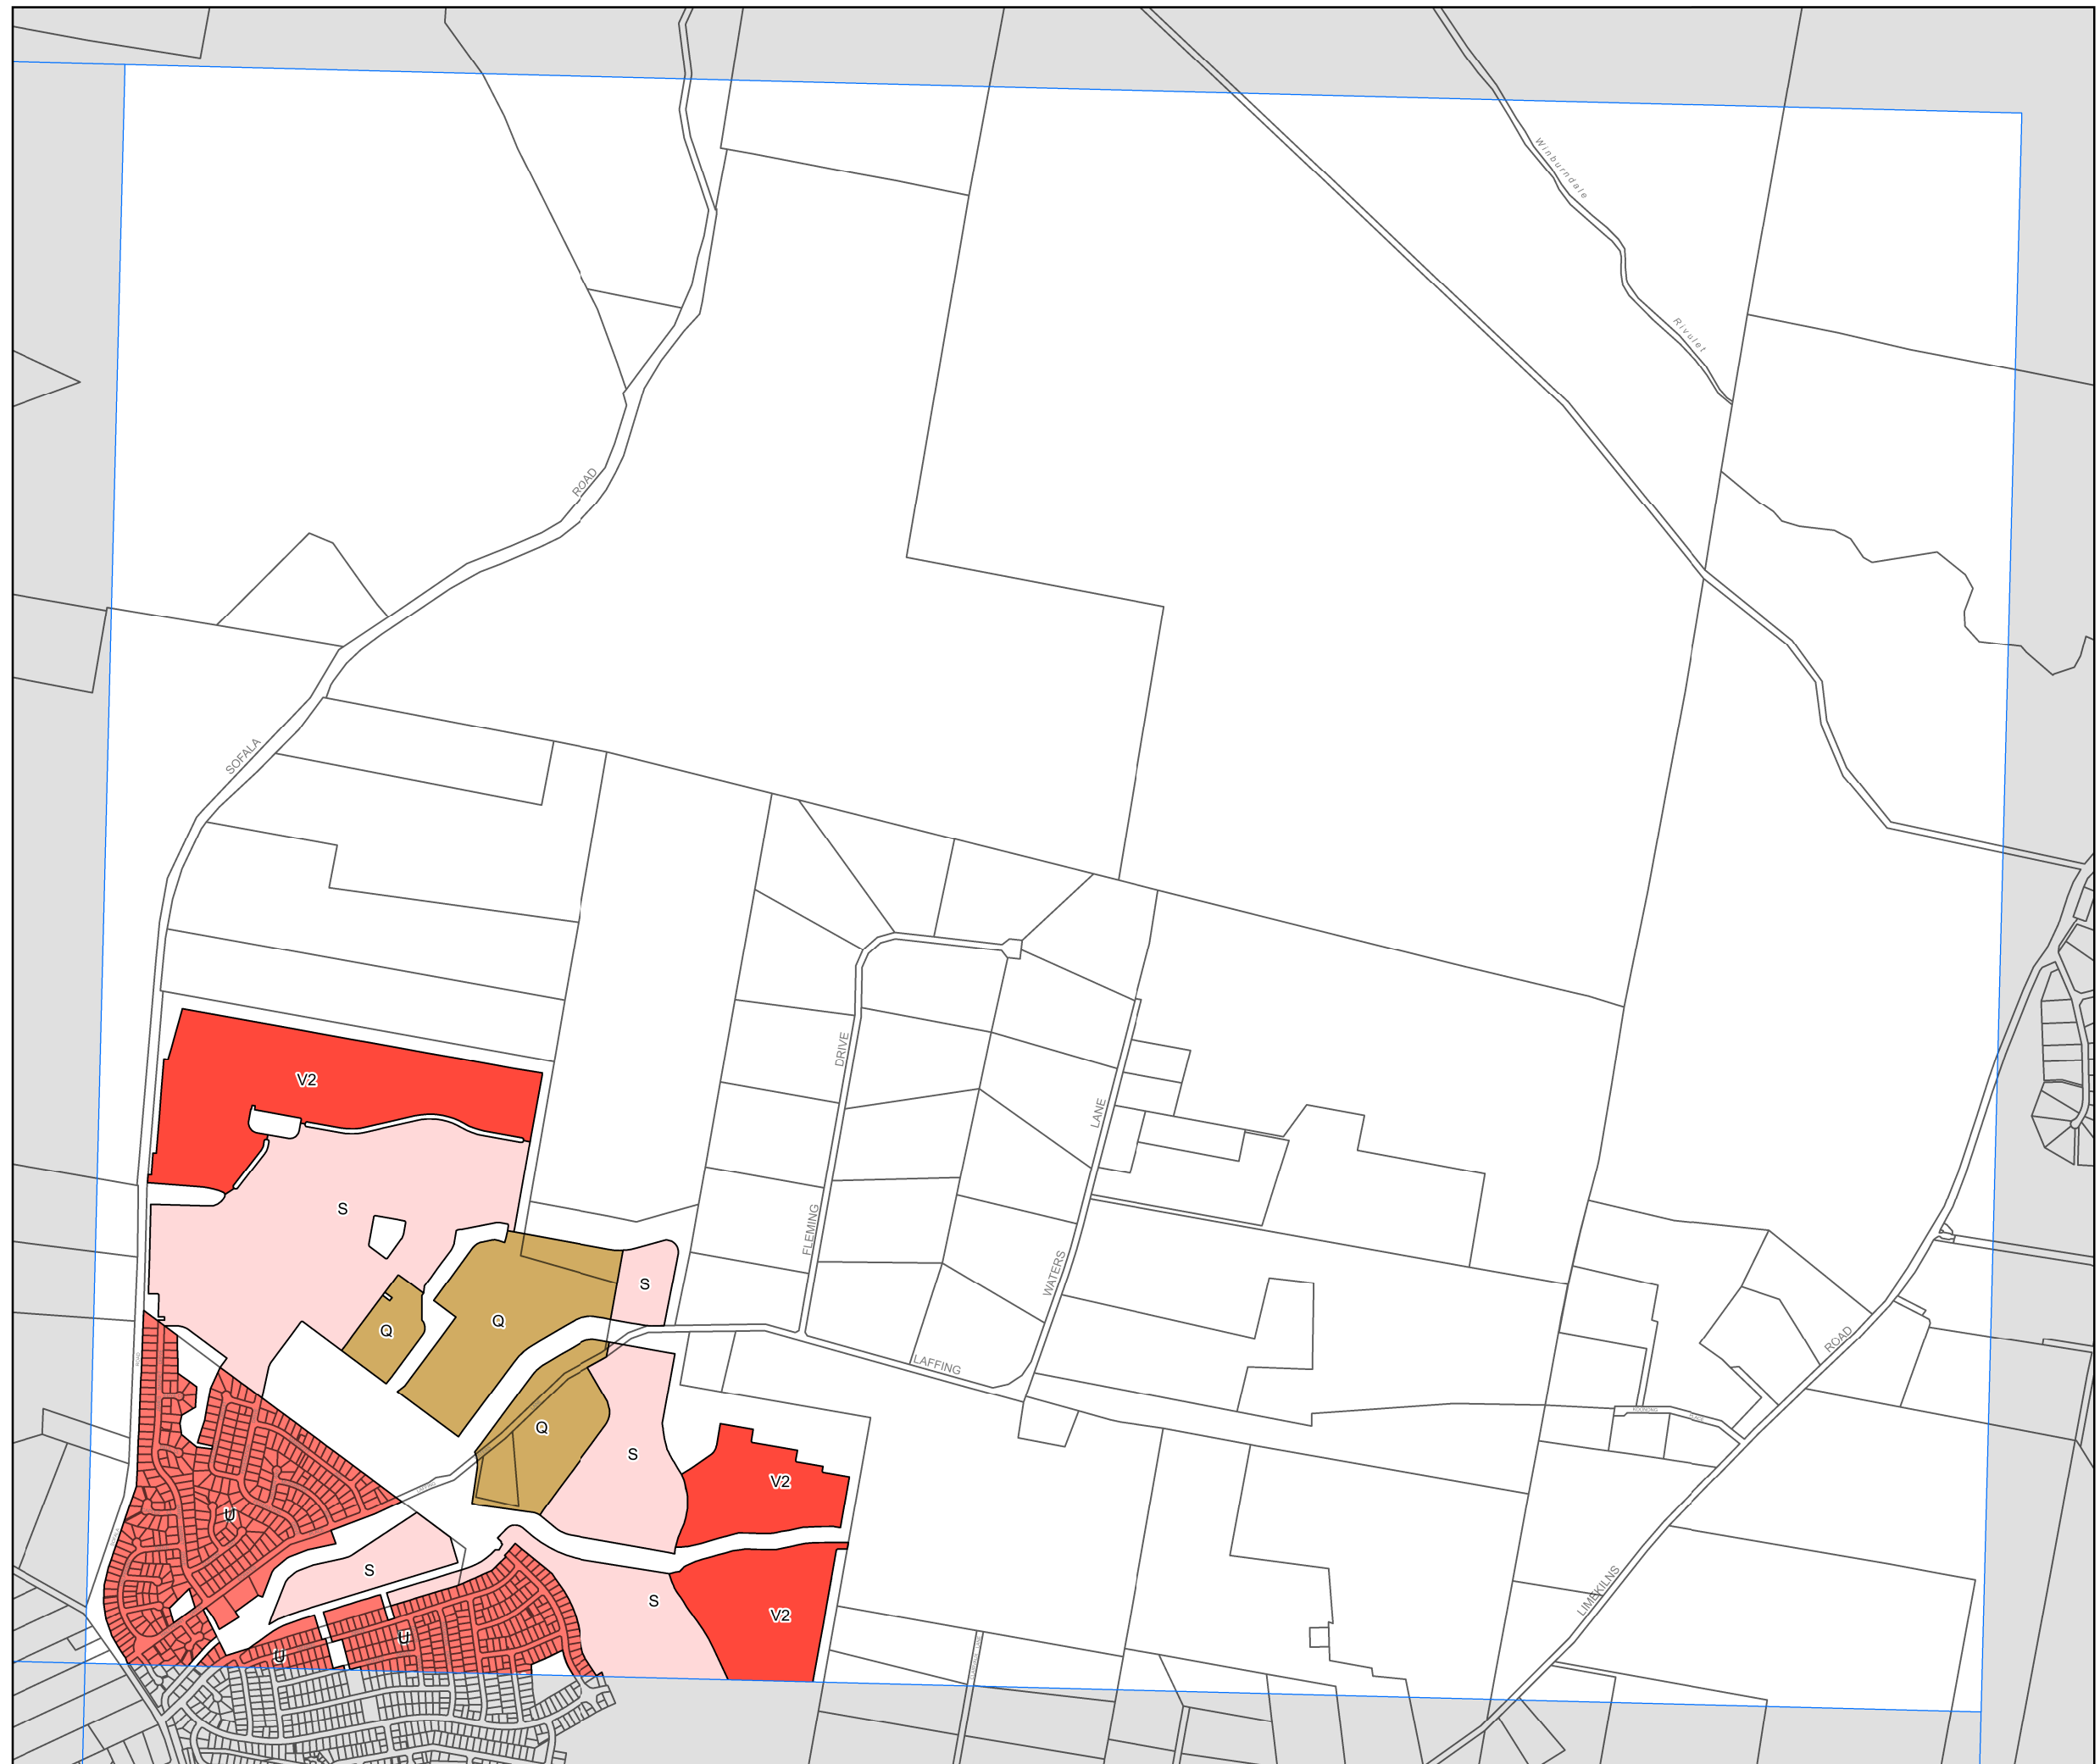 Winburndale
Rivulet
ROAD
SOFALA
DRIVE
V2
LANE
S
FLEMING
WATERS
S
Q
Q
ROAD
LAFFING
Q
S
V2
U
S
LIMEKILNS
S
V2
U
U